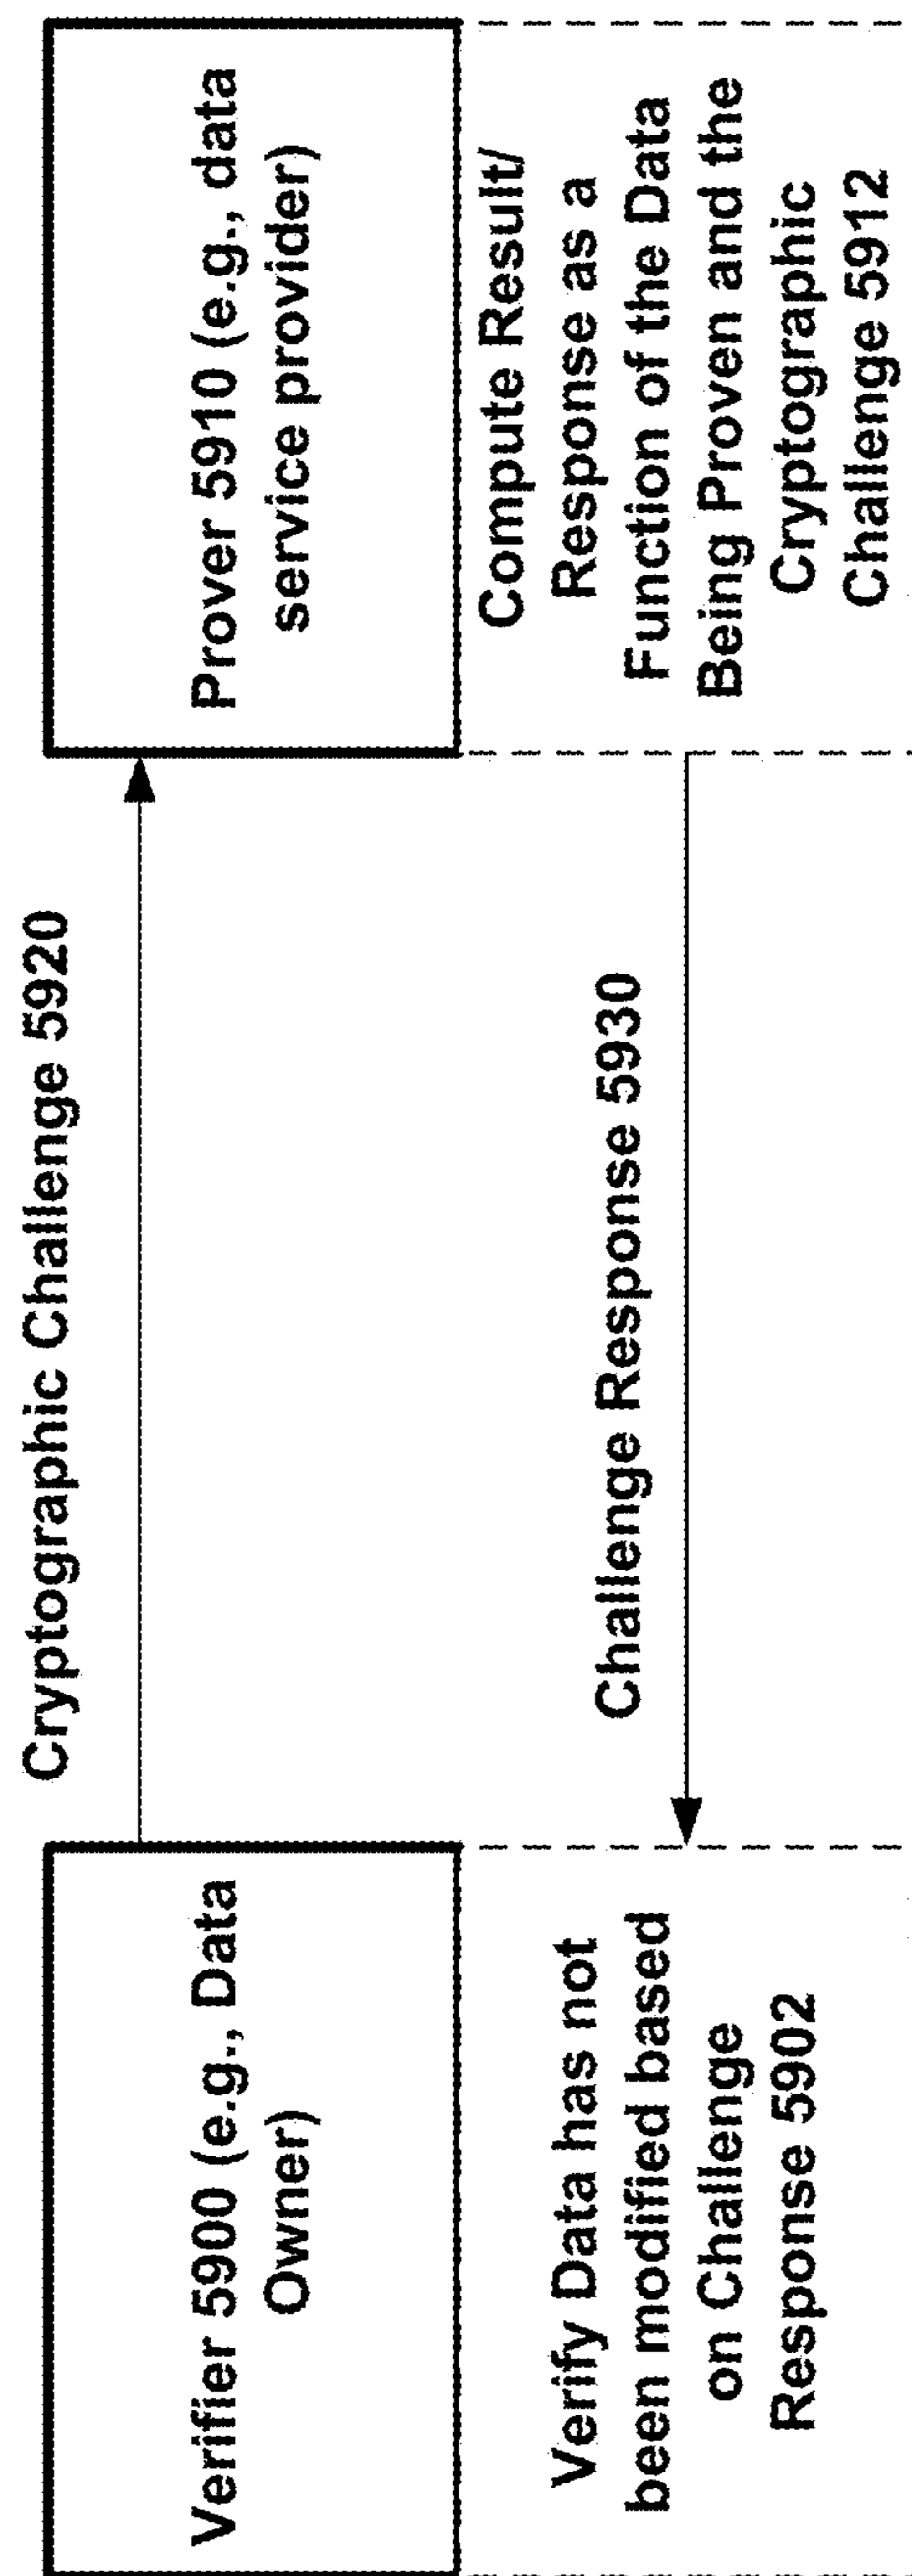 Cryptographic Challenge 5920
Verifier 5900 (e.g., Data
Owner)
Prover 5910 (e.g., data
service provider)
Challenge Response 5930
Verify Data has not
been modified based
on Challenge
Response 5902
Compute Result/
Response as a
Function of the Data
Being Proven and the
Cryptographic
Challenge 5912